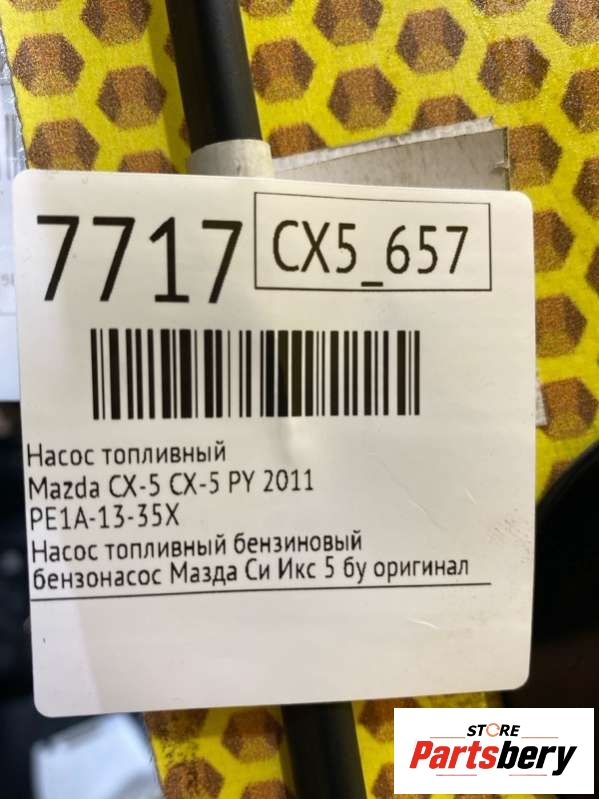 7717
CX5_657
Насос топливный
Mazda CX-5 CX-5 PY 2011
PE1A-13-35X
Насос топливный бензиновый
бензонасос Мазда Си Икс 5 бу оригинал
STORE
Partsbery